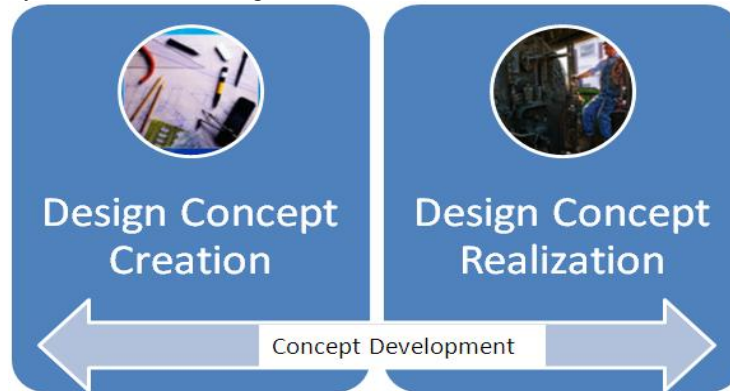 Design Concept
Creation
Design Concept
Realization
Concept Development